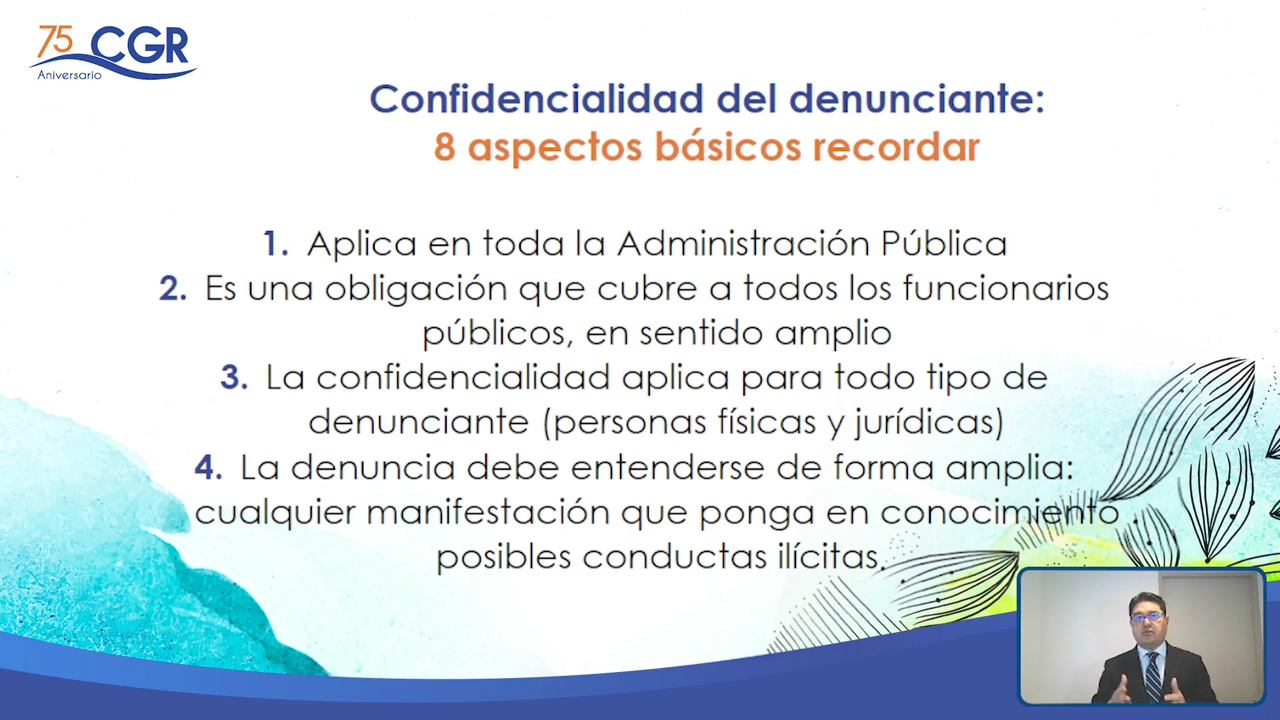 75 CGR
Aniversario
Confidencialidad del denunciante:
8 aspectos básicos recordar
1. Aplica en toda la Administración Pública
2. Es una obligación que cubre a todos los funcionarios
públicos, en sentido amplio
3. La confidencialidad aplica para todo tipo de
denunciante (personas físicas y jurídicas)
4. La denuncia debe entenderse de forma amplia:
cualquier manifestación que ponga en conocimiento
posibles conductas ilícitas.